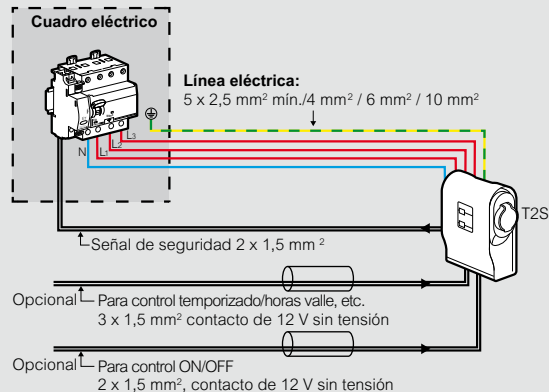 Cuadro eléctrico
Línea eléctrica:
5 x 2,5 mm² mín./4 mm² / 6 mm² / 10 mm²
N
L1
L2
L3
T2S
Señal de seguridad 2 x 1,5 mm ²
Opcional
Para control temporizado/horas valle, etc.
3 x 1,5 mm² contacto de 12 V sin tensión
Opcional
Para control ON/OFF
2 x 1,5 mm², contacto de 12 V sin tensión